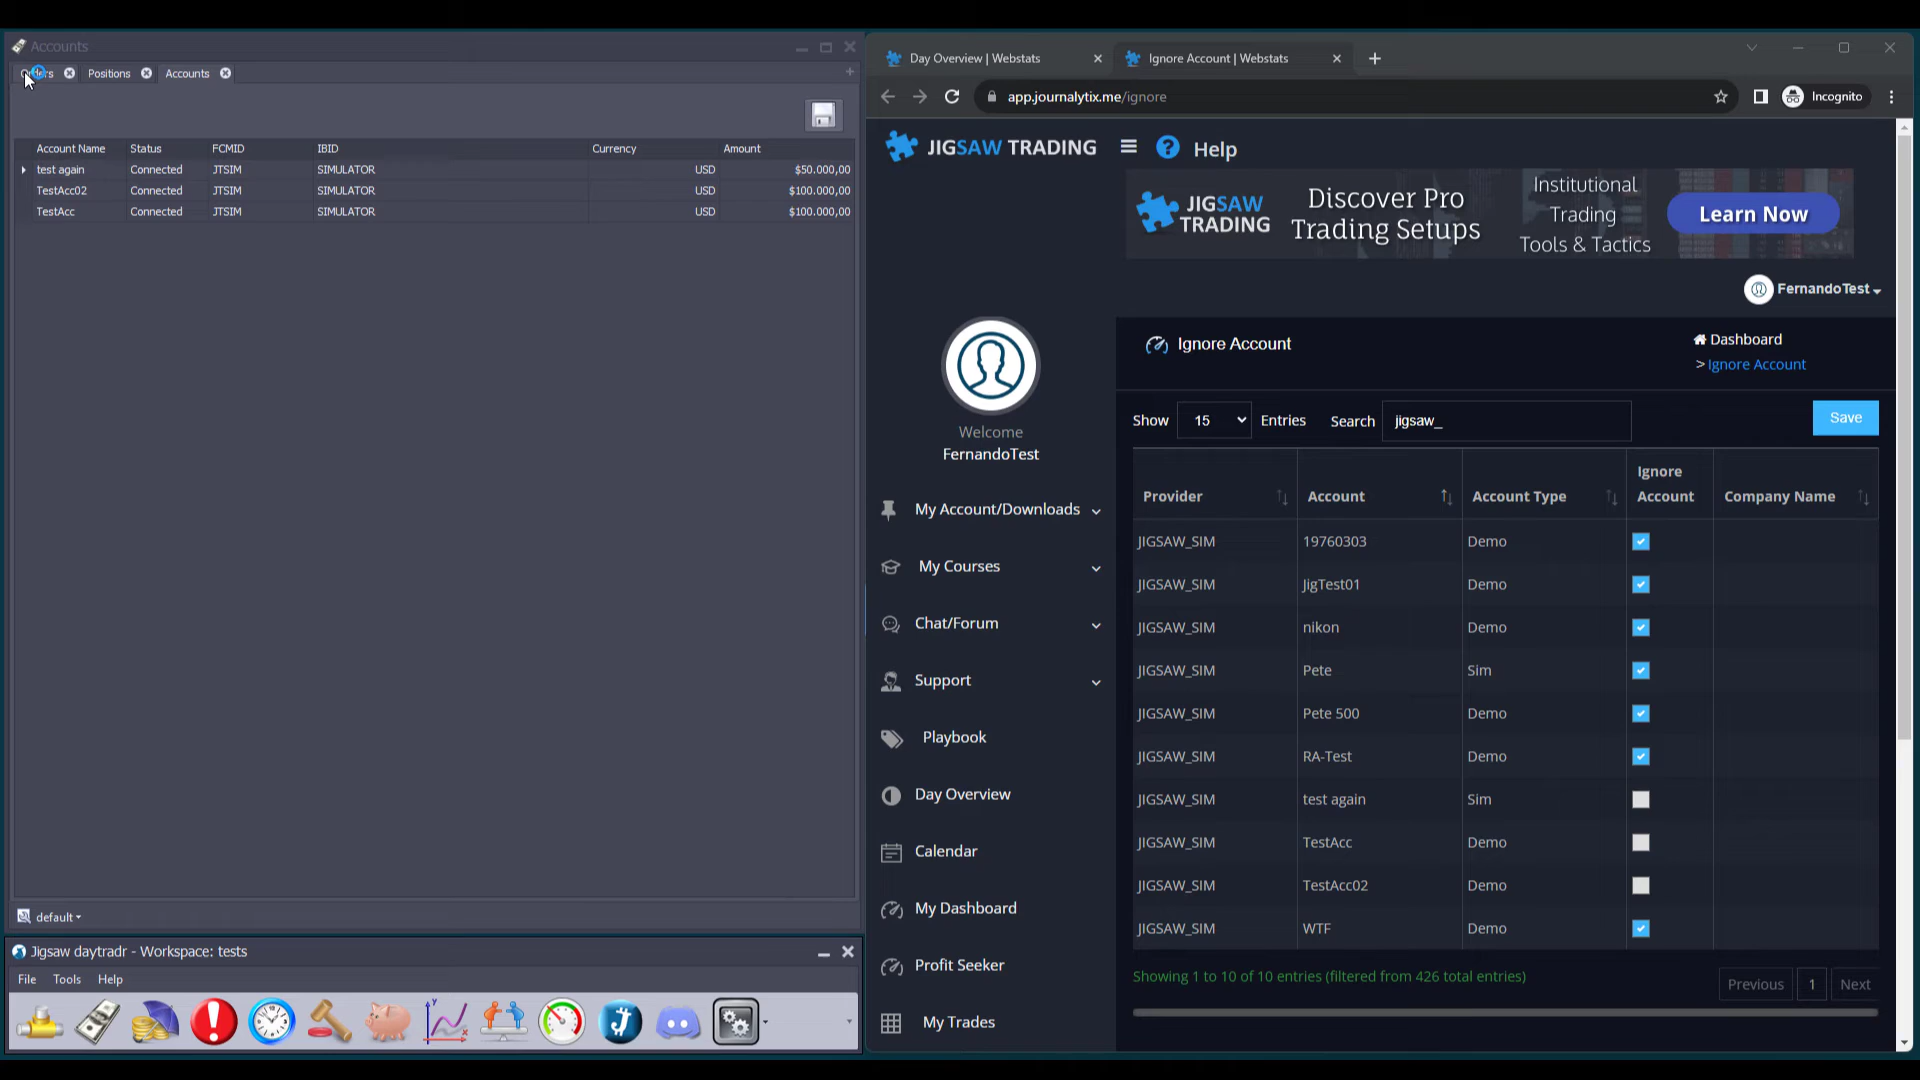 Accounts
Orders
Positions
Accounts
Account Name Status FCMID IBID Currency Amount
test again Connected JTSIM SIMULATOR USD $50.000,00
TestAcc02 Connected JTSIM SIMULATOR USD $100.000,00
TestAcc Connected JTSIM SIMULATOR USD $100.000,00
default
Jigsaw daytradr - Workspace: tests
File Tools Help
Day Overview | Webstats
Ignore Account | Webstats
app.journalytix.me/ignore
Incognito
JIGSAW TRADING
Help
JIGSAW
TRADING
Discover Pro
Trading Setups
Institutional
Trading
Tools & Tactics
Learn Now
FernandoTest
Welcome
FernandoTest
My Account/Downloads
My Courses
Chat/Forum
Support
Playbook
Day Overview
Calendar
My Dashboard
Profit Seeker
My Trades
Ignore Account
Dashboard
> Ignore Account
Show 15 Entries Search jigsaw_ Save
Provider Account Account Type Ignore Account Company Name
JIGSAW_SIM 19760303 Demo
JIGSAW_SIM JigTest01 Demo
JIGSAW_SIM nikon Demo
JIGSAW_SIM Pete Sim
JIGSAW_SIM Pete 500 Demo
JIGSAW_SIM RA-Test Demo
JIGSAW_SIM test again Sim
JIGSAW_SIM TestAcc Demo
JIGSAW_SIM TestAcc02 Demo
JIGSAW_SIM WTF Demo
Showing 1 to 10 of 10 entries (filtered from 426 total entries)
Previous 1 Next